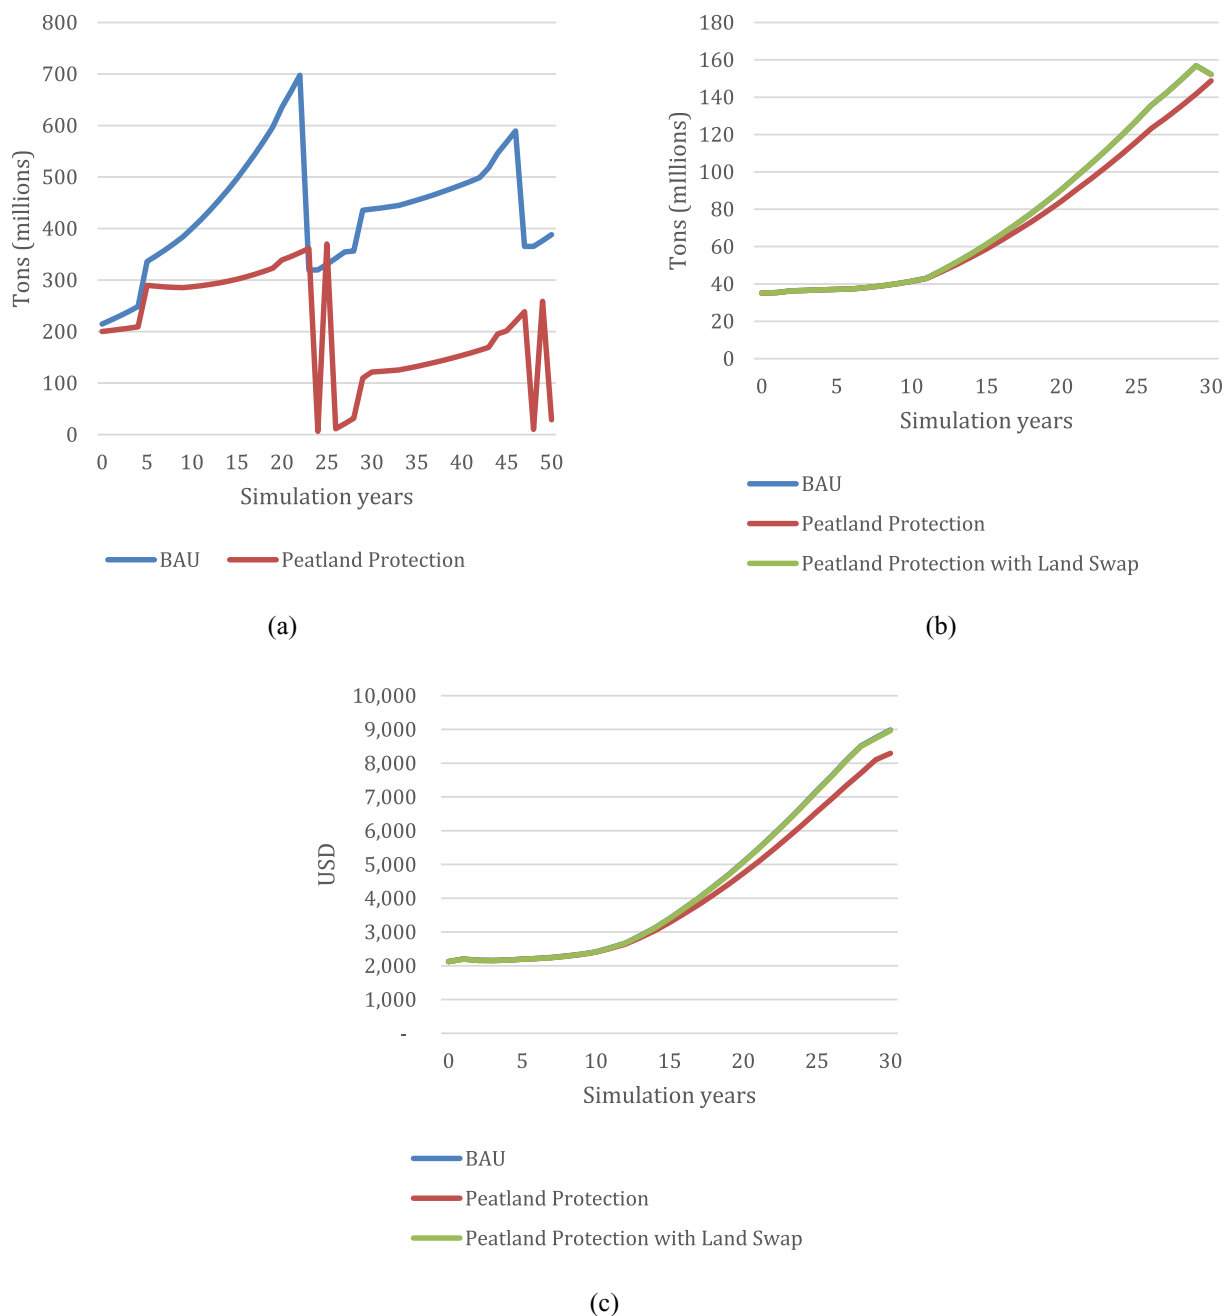 800
700
600
500
400
300
200
100
0
Tons (millions)
0 5 10 15 20 25 30 35 40 45 50
Simulation years
BAU Peatland Protection
(a)
180
160
140
120
100
80
60
40
20
0
Tons (mIllions)
0 5 10 15 20 25 30
Simulation years
BAU
Peatland Protection
Peatland Protection with Land Swap
(b)
10,000
9,000
8,000
7,000
6,000
5,000
4,000
3,000
2,000
1,000
-
USD
0 5 10 15 20 25 30
Simulation years
BAU
Peatland Protection
Peatland Protection with Land Swap
(c)